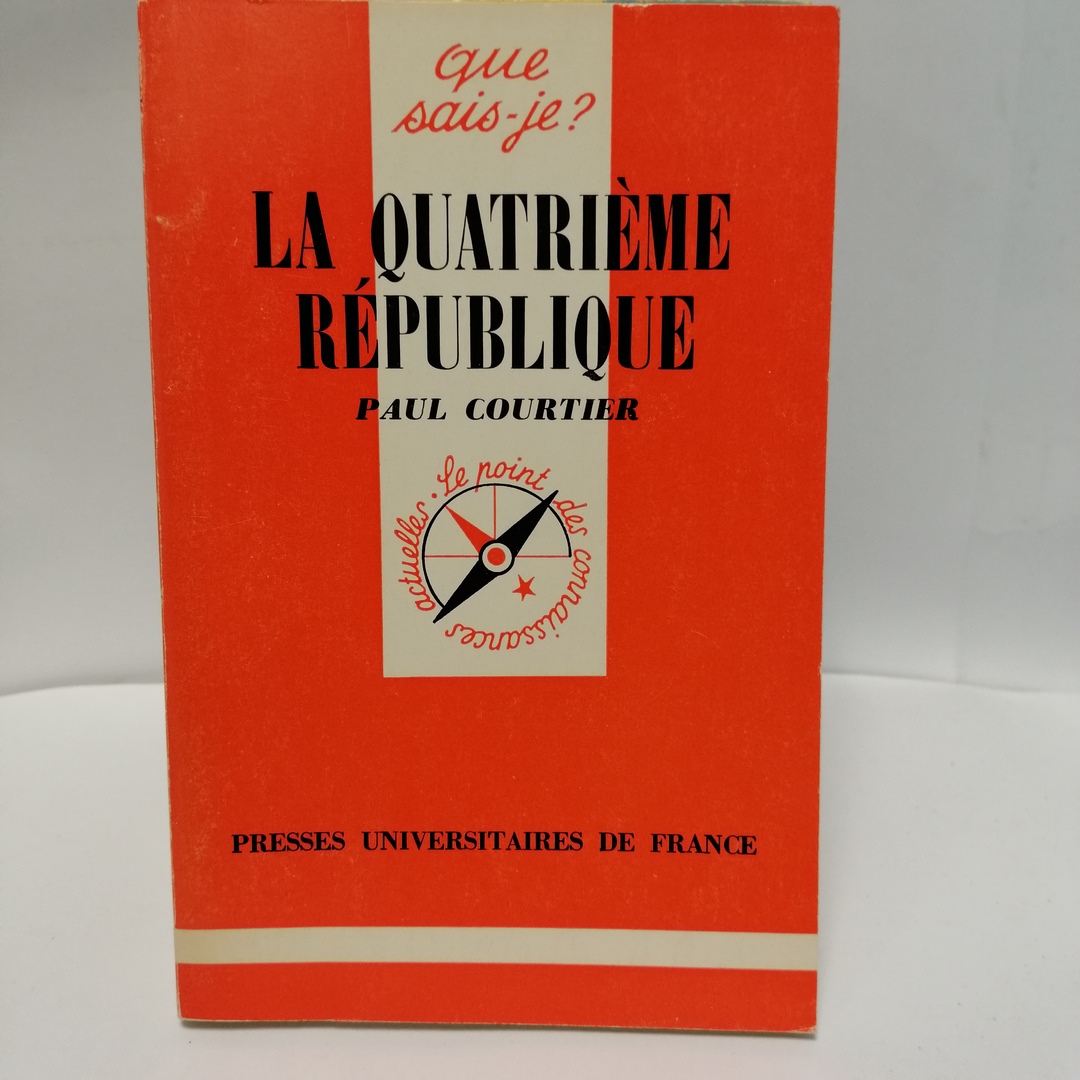 que
sais-je?
LA QUATRIÈME
RÉPUBLIQUE
PAUL COURTIER
Le point des connaissances actuelles.
PRESSES UNIVERSITAIRES DE FRANCE